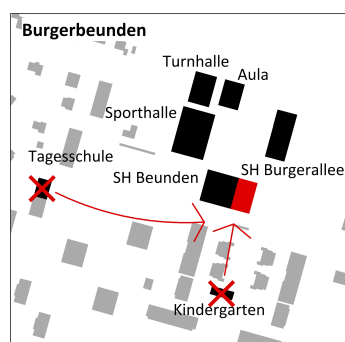 Burgerbeunden
Turnhalle
Aula
Sporthalle
Tagesschule
SH Burgerallee
SH Beunden
Kindergarten